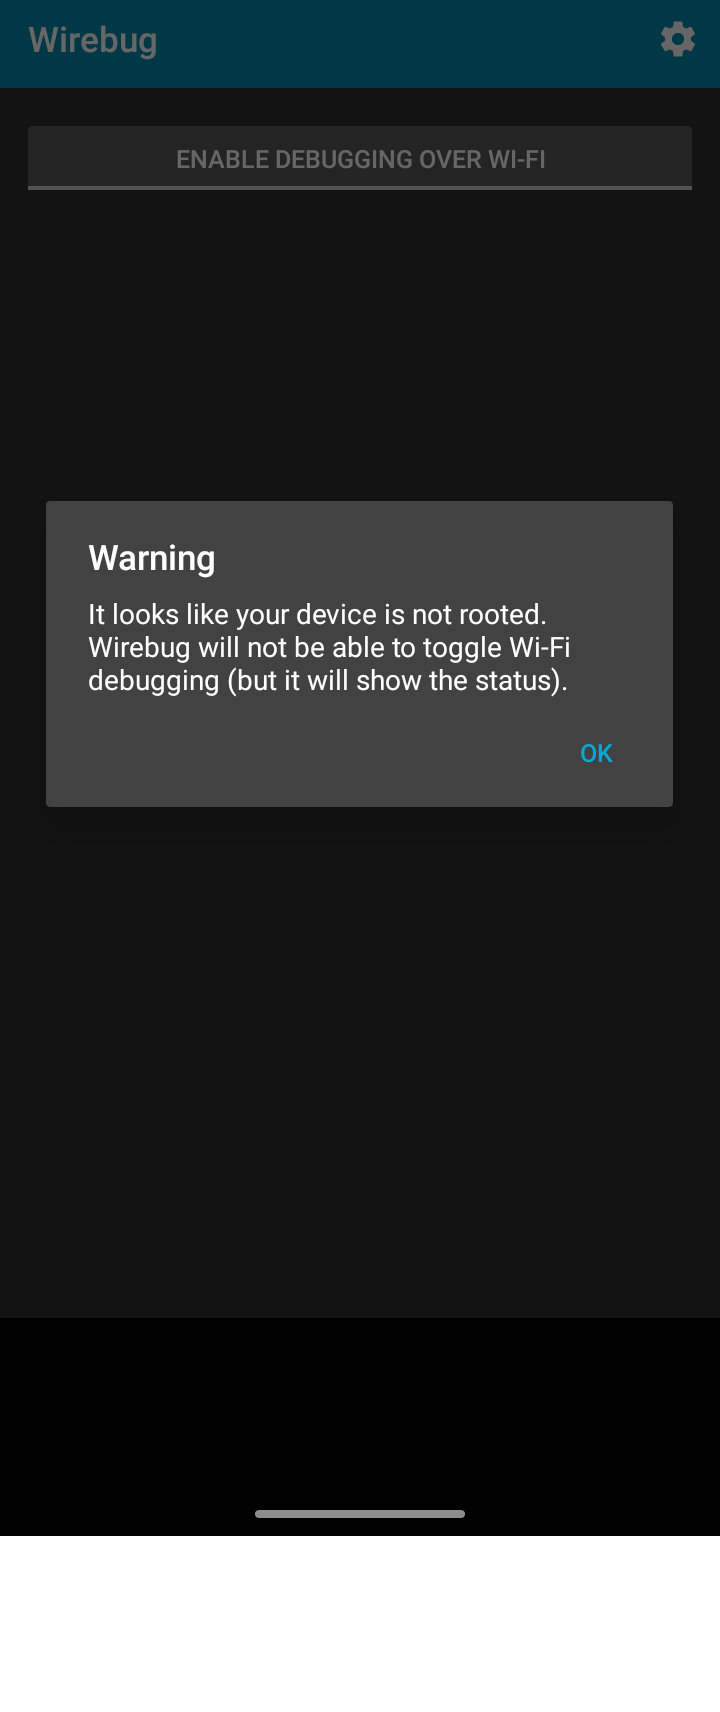 Wirebug
ENABLE DEBUGGING OVER WI-FI
Warning
It looks like your device is not rooted.
Wirebug will not be able to toggle Wi-Fi
debugging (but it will show the status).
OK